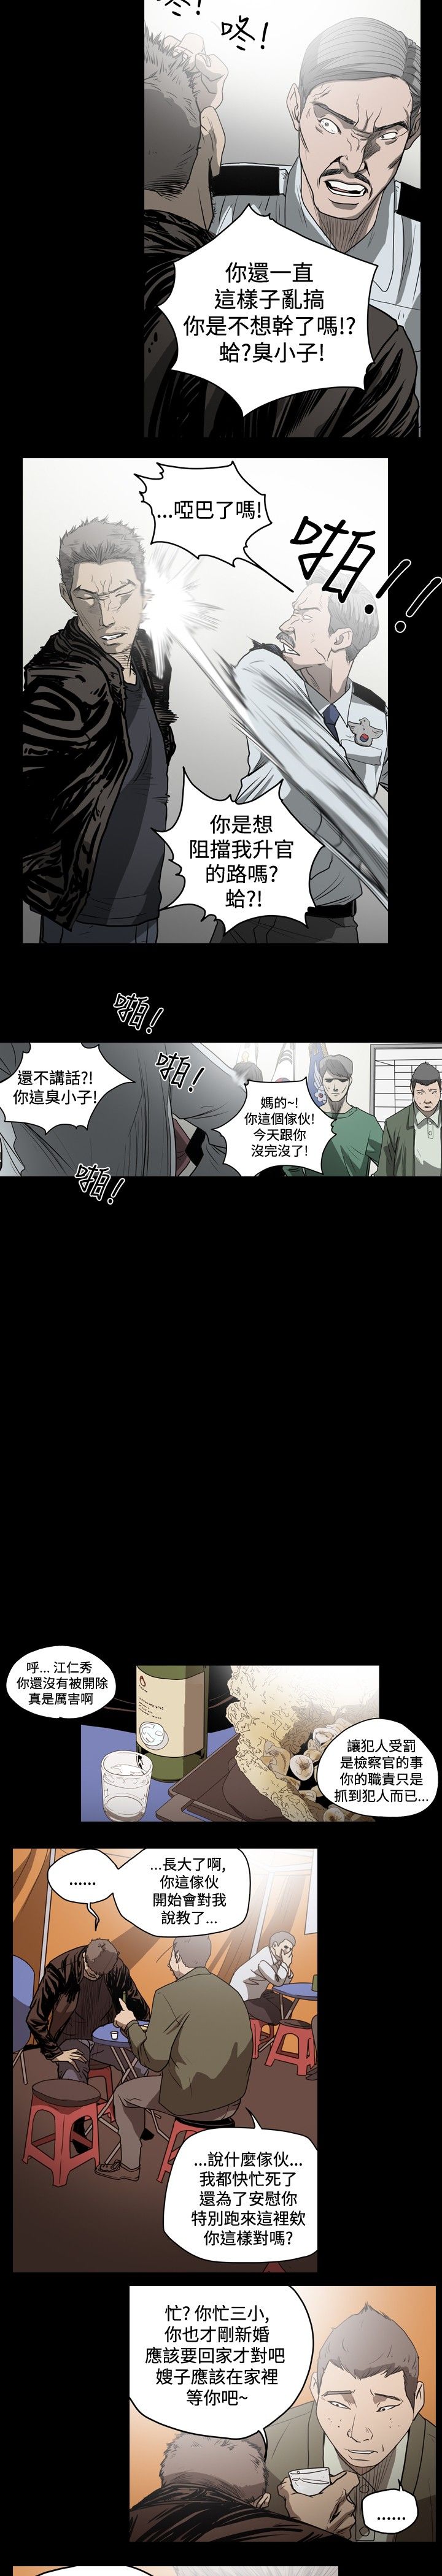 咚!
咚!
你還一直
這樣子亂搞
你是不想幹了嗎!?
蛤?臭小子!
...啞巴了嗎!
啪!!
你是想
阻擋我升官
的路嗎?
蛤?!
啪!
還不講話?!
你這臭小子!
啪!
媽的~!
你這個傢伙!
今天跟你
沒完沒了!
啪!
呼... 江仁秀
你還沒有被開除
真是厲害啊
讓犯人受罰
是檢察官的事
你的職責只是
抓到犯人而已...
......
...長大了啊,
你這傢伙
開始會對我
說教了...
...說什麼傢伙...
我都快忙死了
還為了安慰你
特別跑來這裡欸
你這樣對嗎?
忙? 你忙三小,
你也才剛新婚
應該要回家才對吧
嫂子應該在家裡
等你吧~
......